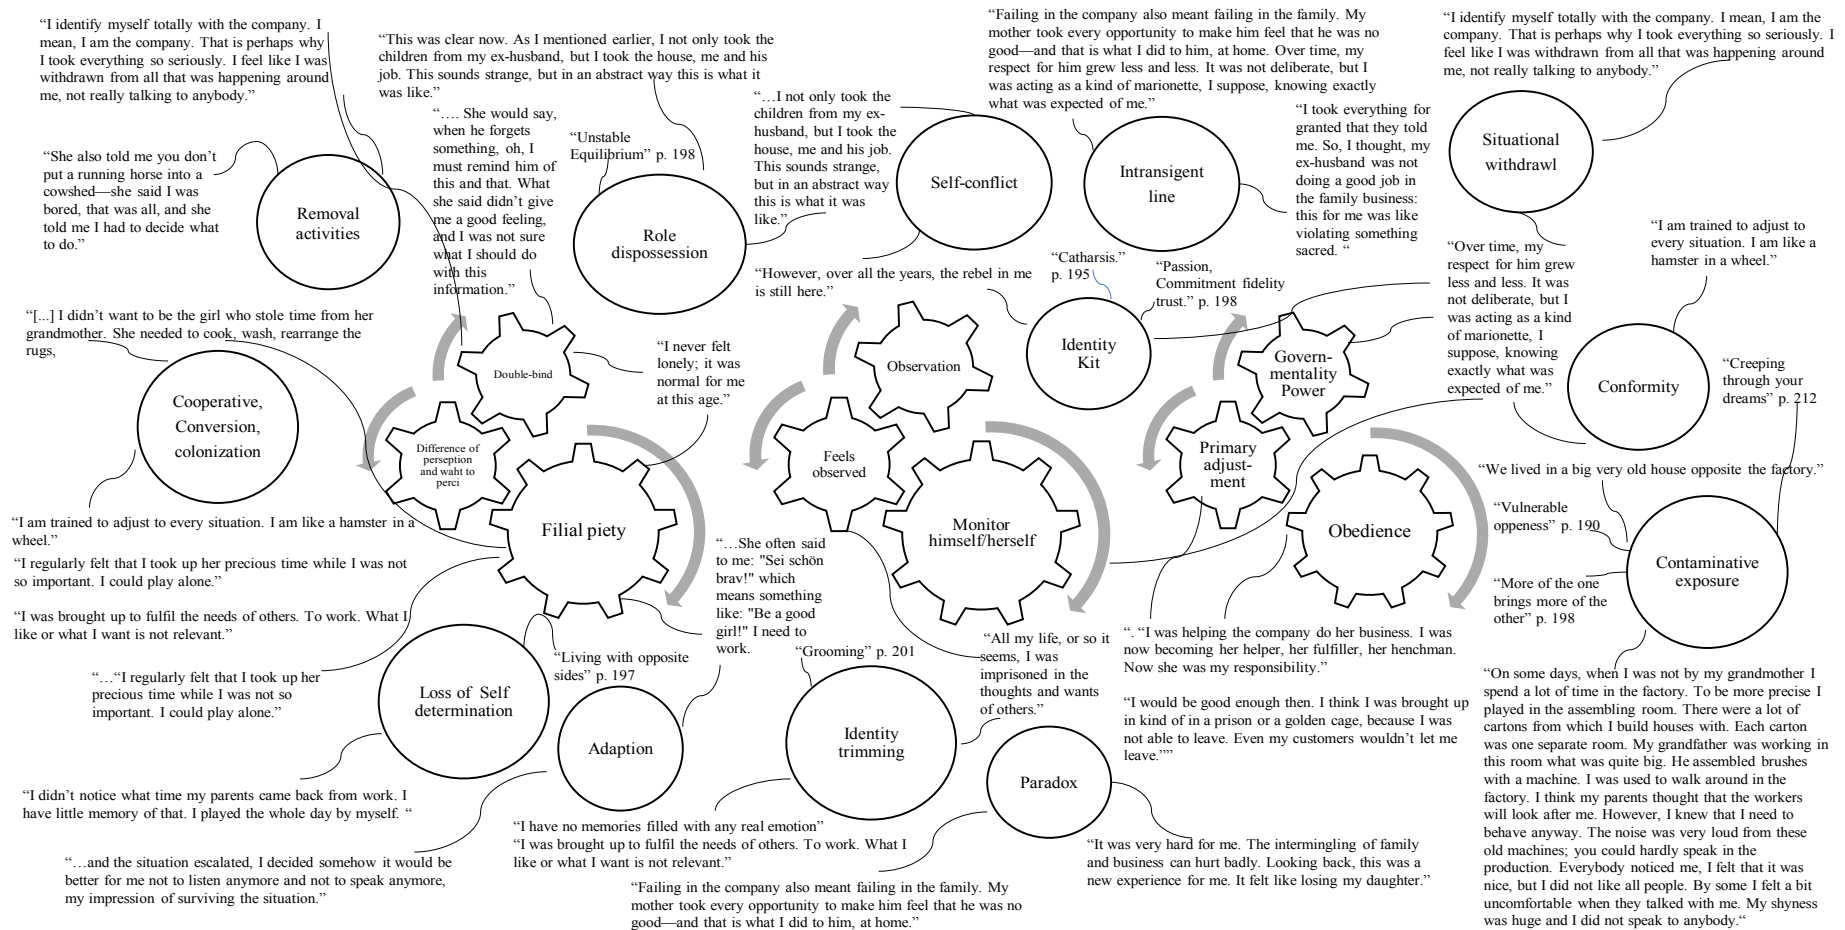 “I identify myself totally with the company. I
mean, I am the company. That is perhaps why
I took everything so seriously. I feel like I was
withdrawn from all that was happening around
me, not really talking to anybody.”
“This was clear now. As I mentioned earlier, I not only took the
children from my ex-husband, but I took the house, me and his
job. This sounds strange, but in an abstract way this is what it
was like.”
“Failing in the company also meant failing in the family. My
mother took every opportunity to make him feel that he was no
good—and that is what I did to him, at home. Over time, my
respect for him grew less and less. It was not deliberate, but I
was acting as a kind of marionette, I suppose, knowing exactly
what was expected of me.”
“I identify myself totally with the company. I mean, I am the
company. That is perhaps why I took everything so seriously. I
feel like I was withdrawn from all that was happening around
me, not really talking to anybody.”
“She also told me you don’t
put a running horse into a
cowshed—she said I was
bored, that was all, and she
told me I had to decide what
to do.”
Removal
activities
“…. She would say,
when he forgets
something, oh, I
must remind him of
this and that. What
she said didn’t give
me a good feeling,
and I was not sure
what I should do
with this
information.”
“Unstable
Equilibrium” p. 198
Role
dispossession
“…I not only took the
children from my ex-
husband, but I took the
house, me and his job.
This sounds strange,
but in an abstract way
this is what it was
like.”
Self-conflict
Intransigent
line
“I took everything for
granted that they told
me. So, I thought, my
ex-husband was not
doing a good job in
the family business:
this for me was like
violating something
sacred. “
Situational
withdrawl
“However, over all the years, the rebel in me
is still here.”
“Catharsis.”
p. 195
“Passion,
Commitment fidelity
trust.” p. 198
Identity
Kit
“Over time, my
respect for him grew
less and less. It was
not deliberate, but I
was acting as a kind
of marionette, I
suppose, knowing
exactly what was
expected of me.”
“I am trained to adjust to
every situation. I am like a
hamster in a wheel.”
Conformity
“Creeping
through your
dreams” p. 212
“[...] I didn’t want to be the girl who stole time from her
grandmother. She needed to cook, wash, rearrange the
rugs,
Cooperative,
Conversion,
colonization
Double-bind
“I never felt
lonely; it was
normal for me
at this age.”
Difference of
perseption
and waht to
perci
Filial piety
Observation
Feels
observed
Monitor
himself/herself
Govern-
mentality
Power
Primary
adjust-
ment
Obedience
“We lived in a big very old house opposite the factory.”
“Vulnerable
oppeness” p. 190
“More of the one
brings more of the
other” p. 198
Contaminative
exposure
“I am trained to adjust to every situation. I am like a hamster in a
wheel.”
“I regularly felt that I took up her precious time while I was not
so important. I could play alone.”
“I was brought up to fulfil the needs of others. To work. What I
like or what I want is not relevant.”
“…“I regularly felt that I took up her
precious time while I was not so
important. I could play alone.”
Loss of Self
determination
“Living with opposite
sides” p. 197
Adaption
“…She often said
to me: "Sei schön
brav!" which
means something
like: "Be a good
girl!" I need to
work.
“Grooming” p. 201
Identity
trimming
“All my life, or so it
seems, I was
imprisoned in the
thoughts and wants
of others.”
Paradox
“. “I was helping the company do her business. I was
now becoming her helper, her fulfiller, her henchman.
Now she was my responsibility.”
“I would be good enough then. I think I was brought up
in kind of in a prison or a golden cage, because I was
not able to leave. Even my customers wouldn’t let me
leave.””
“On some days, when I was not by my grandmother I
spend a lot of time in the factory. To be more precise I
played in the assembling room. There were a lot of
cartons from which I build houses with. Each carton
was one separate room. My grandfather was working in
this room what was quite big. He assembled brushes
with a machine. I was used to walk around in the
factory. I think my parents thought that the workers
will look after me. However, I knew that I need to
behave anyway. The noise was very loud from these
old machines; you could hardly speak in the
production. Everybody noticed me, I felt that it was
nice, but I did not like all people. By some I felt a bit
uncomfortable when they talked with me. My shyness
was huge and I did not speak to anybody.“
“I didn’t notice what time my parents came back from work. I
have little memory of that. I played the whole day by myself. “
“…and the situation escalated, I decided somehow it would be
better for me not to listen anymore and not to speak anymore,
my impression of surviving the situation.”
“I have no memories filled with any real emotion”
“I was brought up to fulfil the needs of others. To work. What I
like or what I want is not relevant.”
“Failing in the company also meant failing in the family. My
mother took every opportunity to make him feel that he was no
good—and that is what I did to him, at home.”
“It was very hard for me. The intermingling of family
and business can hurt badly. Looking back, this was a
new experience for me. It felt like losing my daughter.”